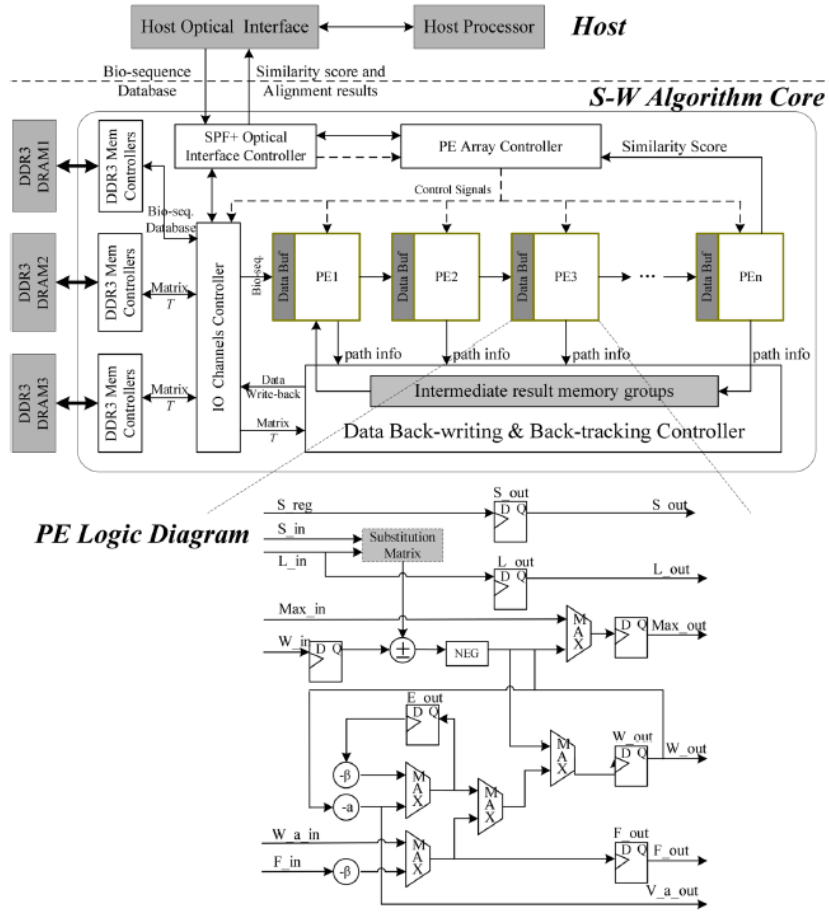 Host Optical Interface
Host Processor
Host
Bio-sequence
Database
Similarity score and
Alignment results
S-W Algorithm Core
DDR3
DRAM1
DDR3 Mem
Controllers
SPF+ Optical
Interface Controller
PE Array Controller
Similarity Score
Control Signals
Bio-seq.
Database
DDR3
DRAM2
DDR3 Mem
Controllers
Matrix
T
IO Channels Controller
Bio-seq.
Data Buf
PE1
Data Buf
PE2
Data Buf
PE3
...
Data Buf
PEn
path info
path info
path info
path info
DDR3
DRAM3
DDR3 Mem
Controllers
Matrix
T
Data
Write-back
Matrix
T
Intermediate result memory groups
Data Back-writing & Back-tracking Controller
PE Logic Diagram
S_reg
S_out
D Q
S_out
S_in
Substitution
Matrix
L_in
L_out
D Q
L_out
Max_in
MAX
D Q
Max_out
W_in
D Q
±
NEG
E_out
D Q
-β
MAX
-a
MAX
MAX
W_out
D Q
W_out
W_a_in
MAX
F_in
-β
F_out
D Q
F_out
V_a_out